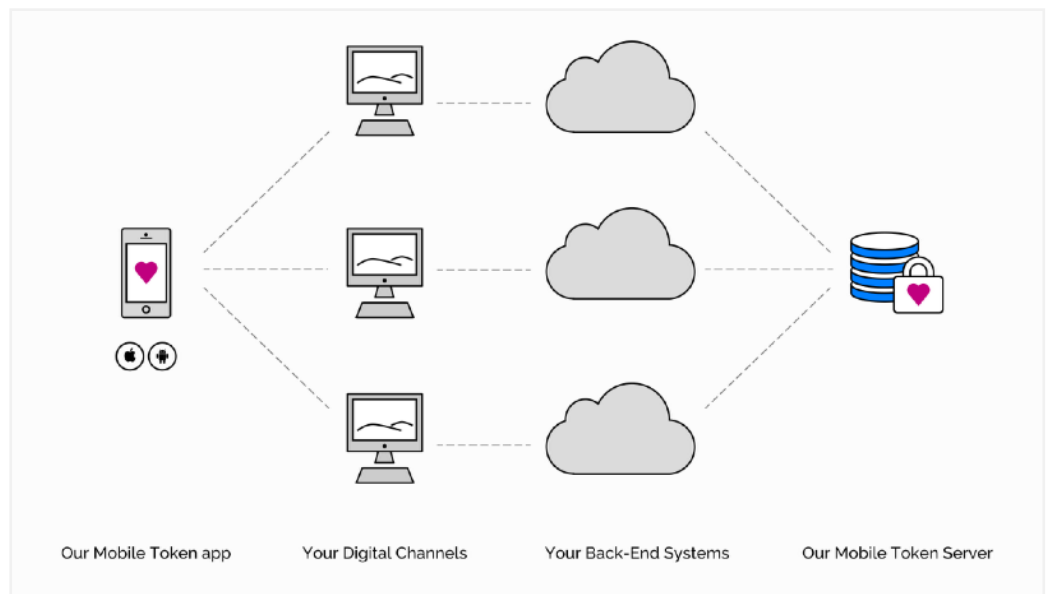 Our Mobile Token app
Your Digital Channels
Your Back-End Systems
Our Mobile Token Server